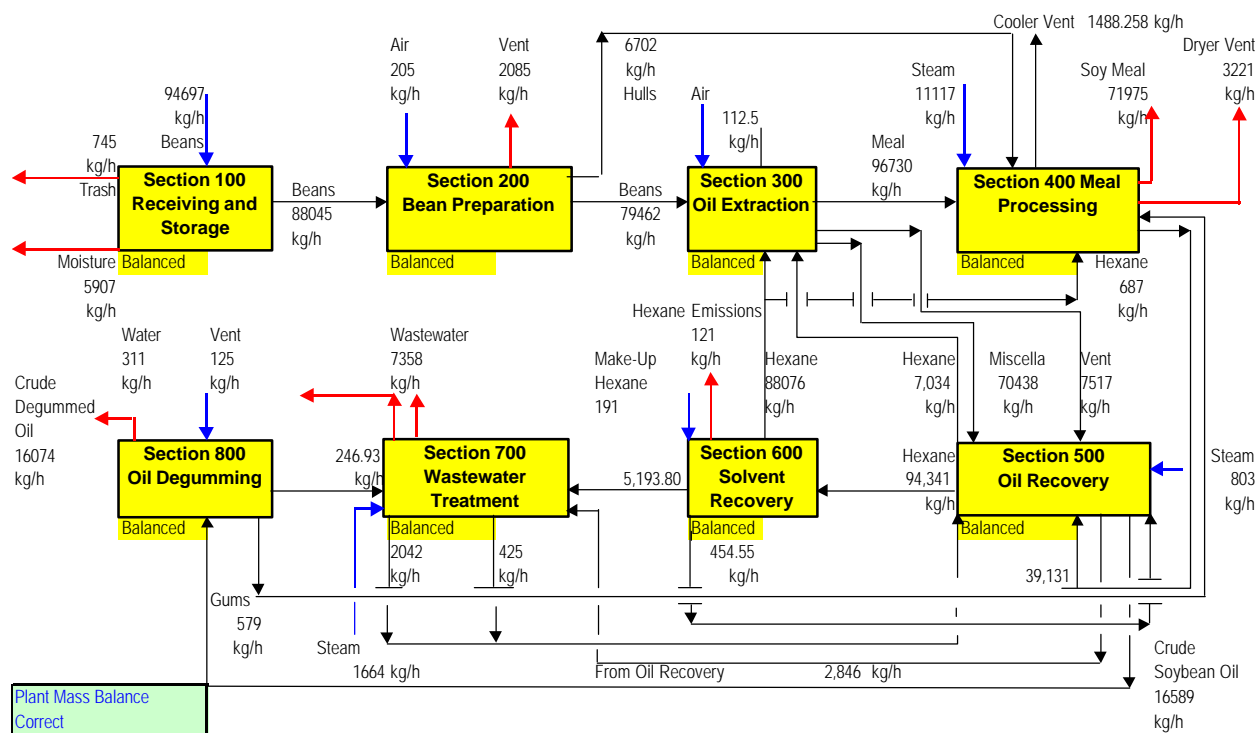 Cooler Vent 1488.258 kg/h
Air
205
kg/h
Vent
2085
kg/h
6702
kg/h
Hulls
Steam
11117
kg/h
Soy Meal
71975
kg/h
Dryer Vent
3221
kg/h
94697
kg/h
Beans
745
kg/h
Trash
Air
112.5
Meal
96730
kg/h
Section 100
Receiving and
Storage
Balanced
Beans
88045
kg/h
Section 200
Bean Preparation
Balanced
Beans
79462
kg/h
Section 300
Oil Extraction
Balanced
Section 400 Meal
Processing
Balanced
Moisture
5907
kg/h
Hexane
687
kg/h
Water
311
kg/h
Vent
125
kg/h
Wastewater
7358
kg/h
Hexane Emissions
121
kg/h
Make-Up
Hexane
191
Hexane
88076
kg/h
Hexane
7,034
kg/h
Miscella
70438
kg/h
Vent
7517
kg/h
Crude
Degummed
Oil
16074
kg/h
Section 800
Oil Degumming
Balanced
246.93
kg/h
Section 700
Wastewater
Treatment
Balanced
5,193.80
Section 600
Solvent
Recovery
Balanced
Hexane
94,341
kg/h
Section 500
Oil Recovery
Balanced
Steam
803
kg/h
2042
kg/h
425
kg/h
454.55
kg/h
39,131
Gums
579
kg/h
Steam
1664 kg/h
From Oil Recovery
2,846 kg/h
Crude
Soybean Oil
16589
kg/h
Plant Mass Balance
Correct